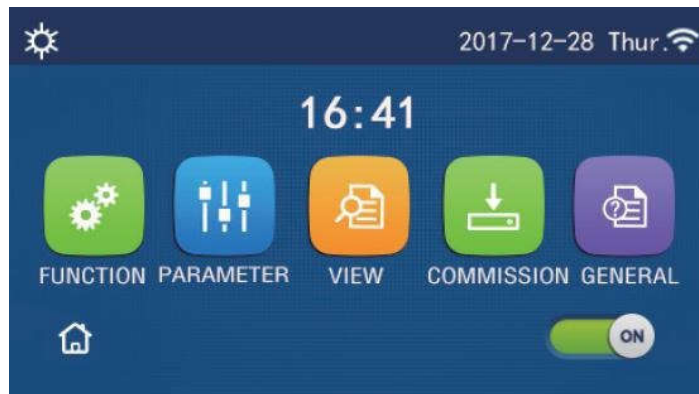 2017-12-28 Thur.
16:41
FUNCTION PARAMETER VIEW COMMISSION GENERAL
ON